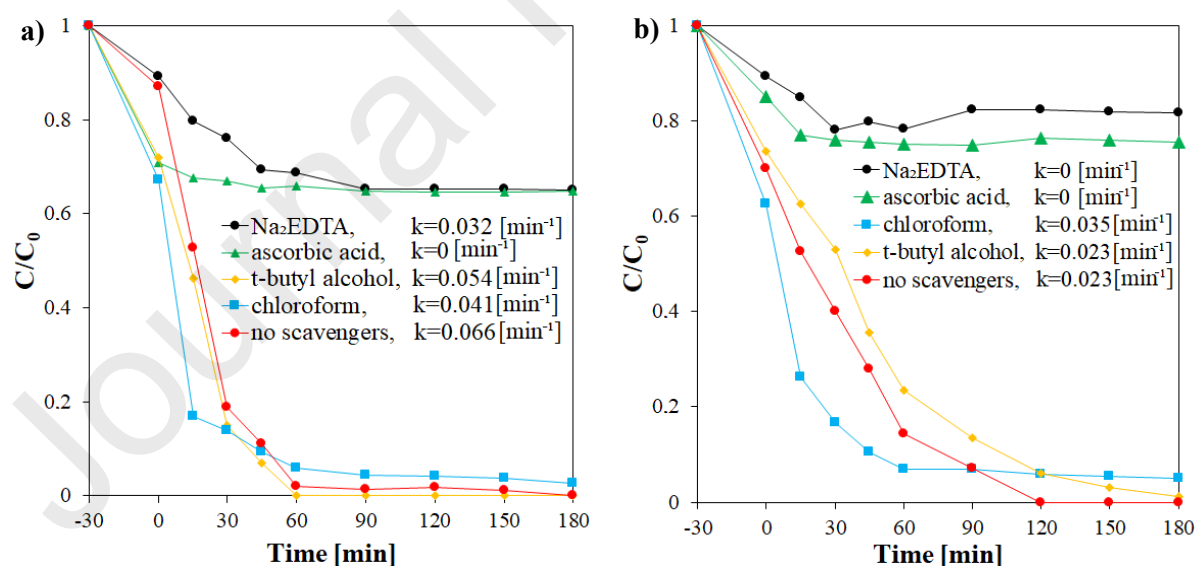 a)
1
0.8
0.6
0.4
0.2
0
C/C₀
-30 0 30 60 90 120 150 180
Time [min]
Na₂EDTA, k=0.032 [min⁻¹]
ascorbic acid, k=0 [min⁻¹]
t-butyl alcohol, k=0.054 [min⁻¹]
chloroform, k=0.041 [min⁻¹]
no scavengers, k=0.066 [min⁻¹]
b)
1
0.8
0.6
0.4
0.2
0
C/C₀
-30 0 30 60 90 120 150 180
Time [min]
Na₂EDTA, k=0 [min⁻¹]
ascorbic acid, k=0 [min⁻¹]
chloroform, k=0.035 [min⁻¹]
t-butyl alcohol, k=0.023 [min⁻¹]
no scavengers, k=0.023 [min⁻¹]
Journal